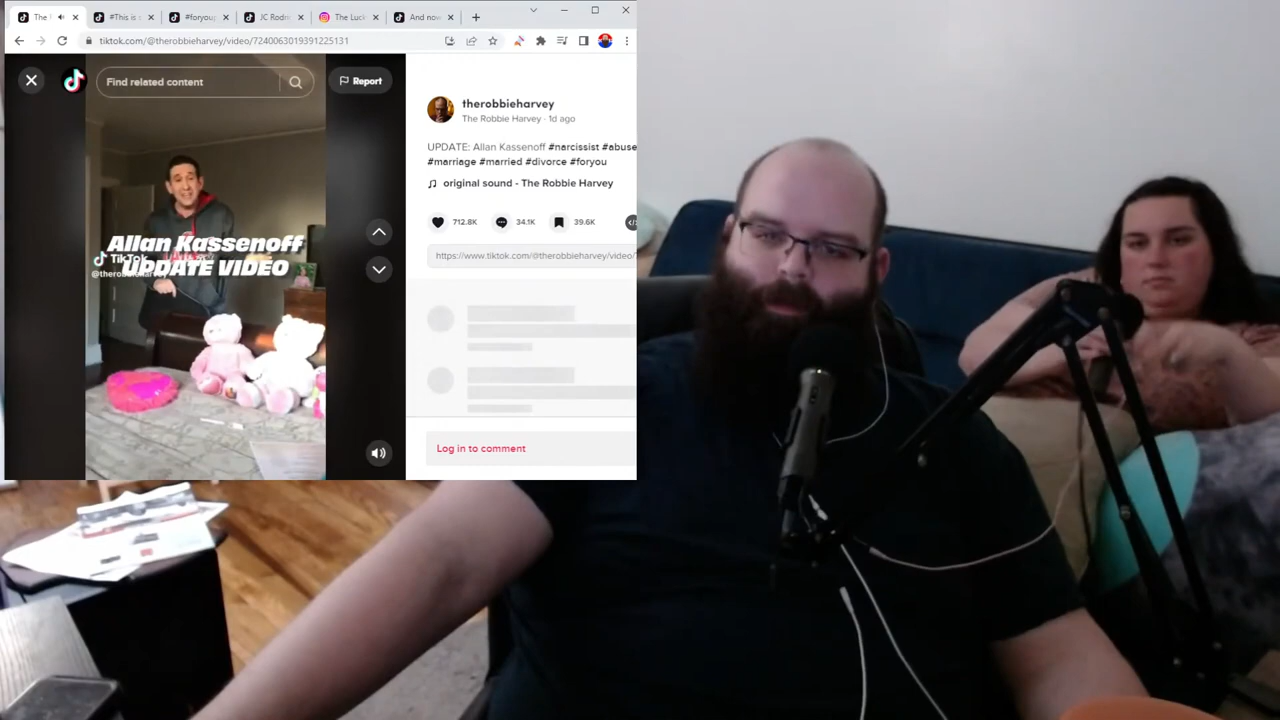 The
#This is
#foryou
JC Rodri
The Luck
And now
tiktok.com/@therobbieharvey/video/7240063019391225131
Find related content
Report
therobbieharvey
The Robbie Harvey · 1d ago
UPDATE: Allan Kassenoff #narcissist #abuse
#marriage #married #divorce #foryou
original sound - The Robbie Harvey
712.8K
34.1K
39.6K
https://www.tiktok.com/@therobbieharvey/video/
Log in to comment
Allan Kassenoff
TikTok
UPDATE VIDEO